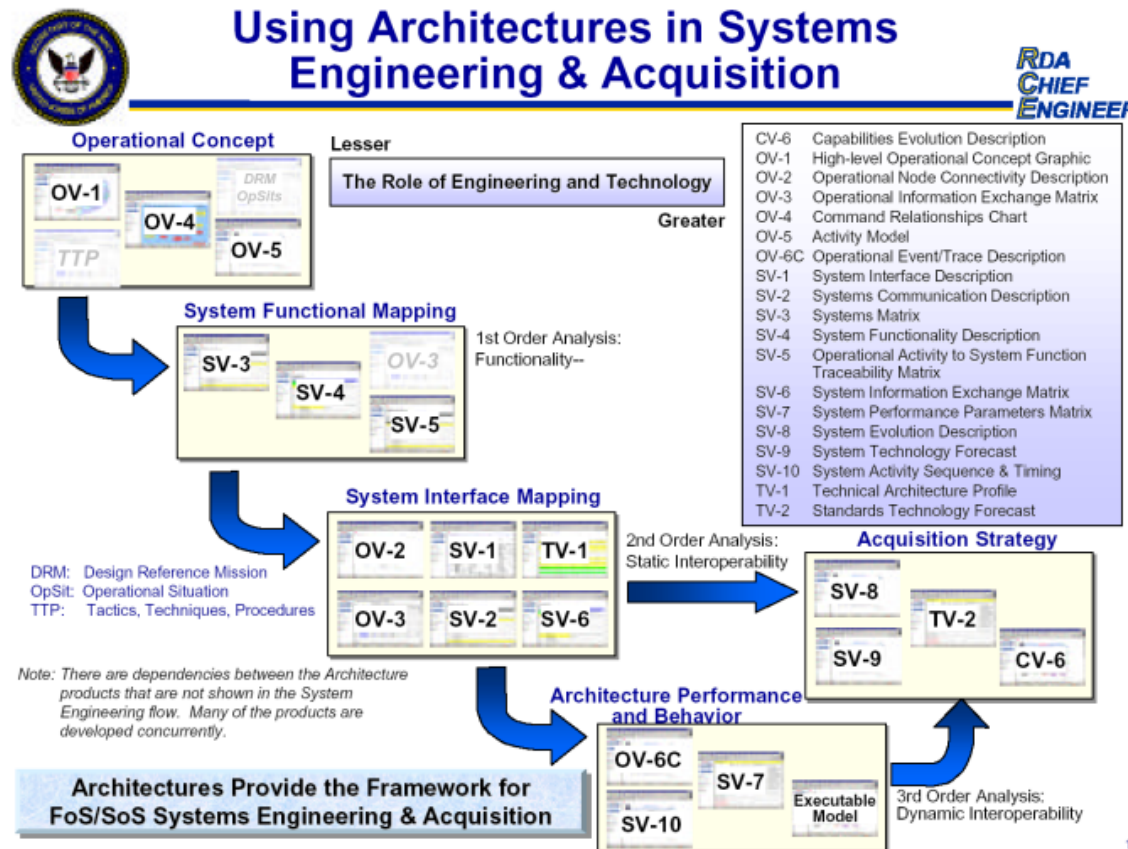 Using Architectures in Systems
Engineering & Acquisition
RDA
CHIEF
ENGINEER
Operational Concept
OV-1
OV-4
DRM
OpSits
TTP
OV-5
Lesser
The Role of Engineering and Technology
Greater
CV-6 Capabilities Evolution Description
OV-1 High-level Operational Concept Graphic
OV-2 Operational Node Connectivity Description
OV-3 Operational Information Exchange Matrix
OV-4 Command Relationships Chart
OV-5 Activity Model
OV-6C Operational Event/Trace Description
SV-1 System Interface Description
SV-2 Systems Communication Description
SV-3 Systems Matrix
SV-4 System Functionality Description
SV-5 Operational Activity to System Function
Traceability Matrix
SV-6 System Information Exchange Matrix
SV-7 System Performance Parameters Matrix
SV-8 System Evolution Description
SV-9 System Technology Forecast
SV-10 System Activity Sequence & Timing
TV-1 Technical Architecture Profile
TV-2 Standards Technology Forecast
System Functional Mapping
SV-3
SV-4
OV-3
SV-5
1st Order Analysis:
Functionality--
System Interface Mapping
OV-2 SV-1 TV-1
OV-3 SV-2 SV-6
2nd Order Analysis:
Static Interoperability
Acquisition Strategy
SV-8
TV-2
SV-9
CV-6
DRM: Design Reference Mission
OpSit: Operational Situation
TTP: Tactics, Techniques, Procedures
Note: There are dependencies between the Architecture
products that are not shown in the System
Engineering flow. Many of the products are
developed concurrently.
Architecture Performance
and Behavior
OV-6C
SV-7
SV-10
Executable
Model
3rd Order Analysis:
Dynamic Interoperability
Architectures Provide the Framework for
FoS/SoS Systems Engineering & Acquisition